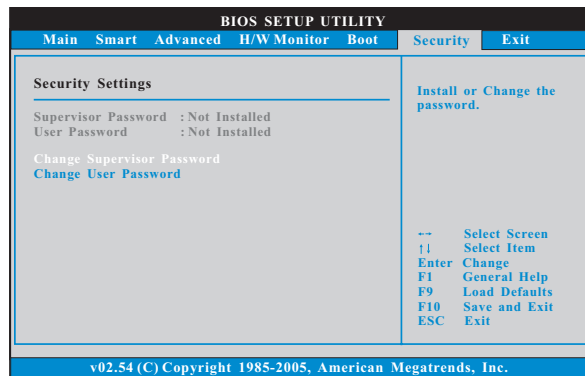 BIOS SETUP UTILITY
Main Smart Advanced H/W Monitor Boot Security Exit
Security Settings
Supervisor Password : Not Installed
User Password : Not Installed
Change Supervisor Password
Change User Password
Install or Change the
password.
←→ Select Screen
↑↓ Select Item
Enter Change
F1 General Help
F9 Load Defaults
F10 Save and Exit
ESC Exit
v02.54 (C) Copyright 1985-2005, American Megatrends, Inc.